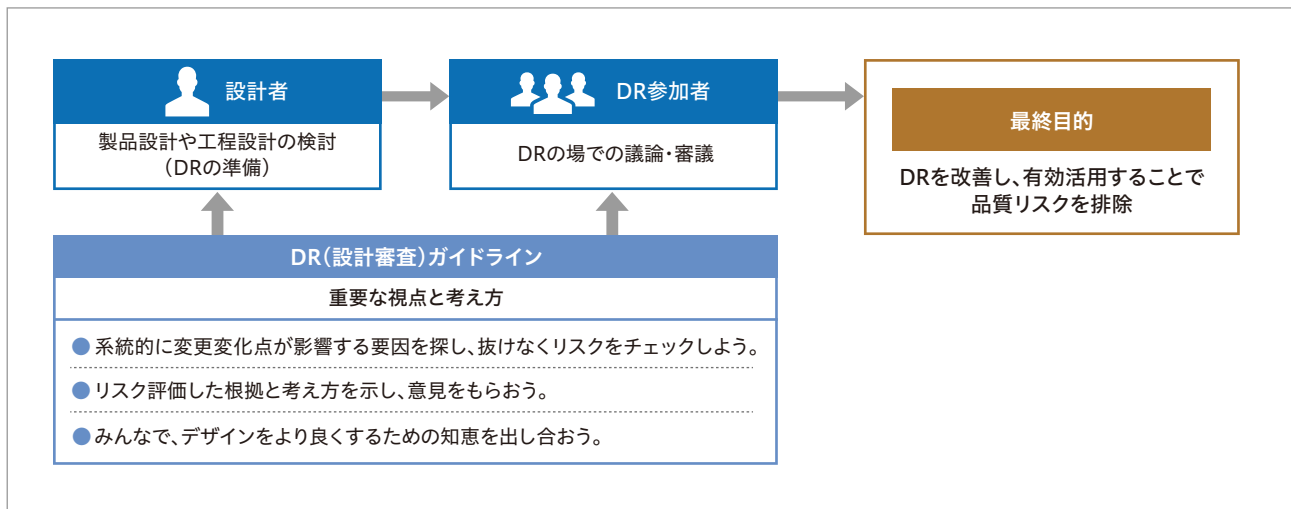 設計者
製品設計や工程設計の検討
(DRの準備)
DR参加者
DRの場での議論・審議
最終目的
DRを改善し、有効活用することで
品質リスクを排除
DR(設計審査)ガイドライン
重要な視点と考え方
● 系統的に変更変化点が影響する要因を探し、抜けなくリスクをチェックしよう。
● リスク評価した根拠と考え方を示し、意見をもらおう。
● みんなで、デザインをより良くするための知恵を出し合おう。